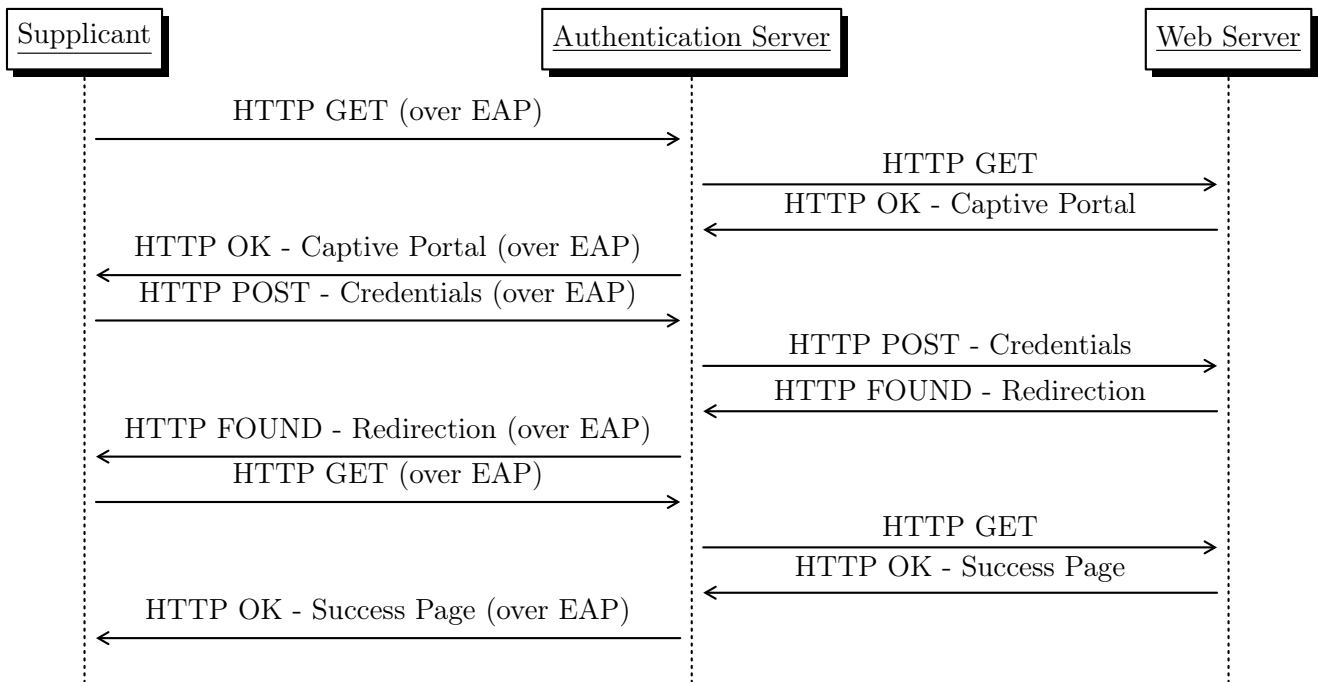 Supplicant
Authentication Server
Web Server
HTTP GET (over EAP)
HTTP GET
HTTP OK - Captive Portal
HTTP OK - Captive Portal (over EAP)
HTTP POST - Credentials (over EAP)
HTTP POST - Credentials
HTTP FOUND - Redirection
HTTP FOUND - Redirection (over EAP)
HTTP GET (over EAP)
HTTP GET
HTTP OK - Success Page
HTTP OK - Success Page (over EAP)